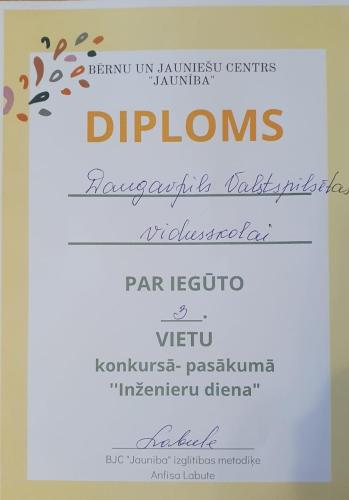 BĒRNU UN JAUNIEŠU CENTRS
"JAUNĪBA"
DIPLOMS
Daugavpils Valstspilsētas
vidusskolai
PAR IEGŪTO
3.
VIETU
konkursā- pasākumā
"Inženieru diena"
Labute
BJC "Jaunība" izglītības metodiķe
Anfisa Labute